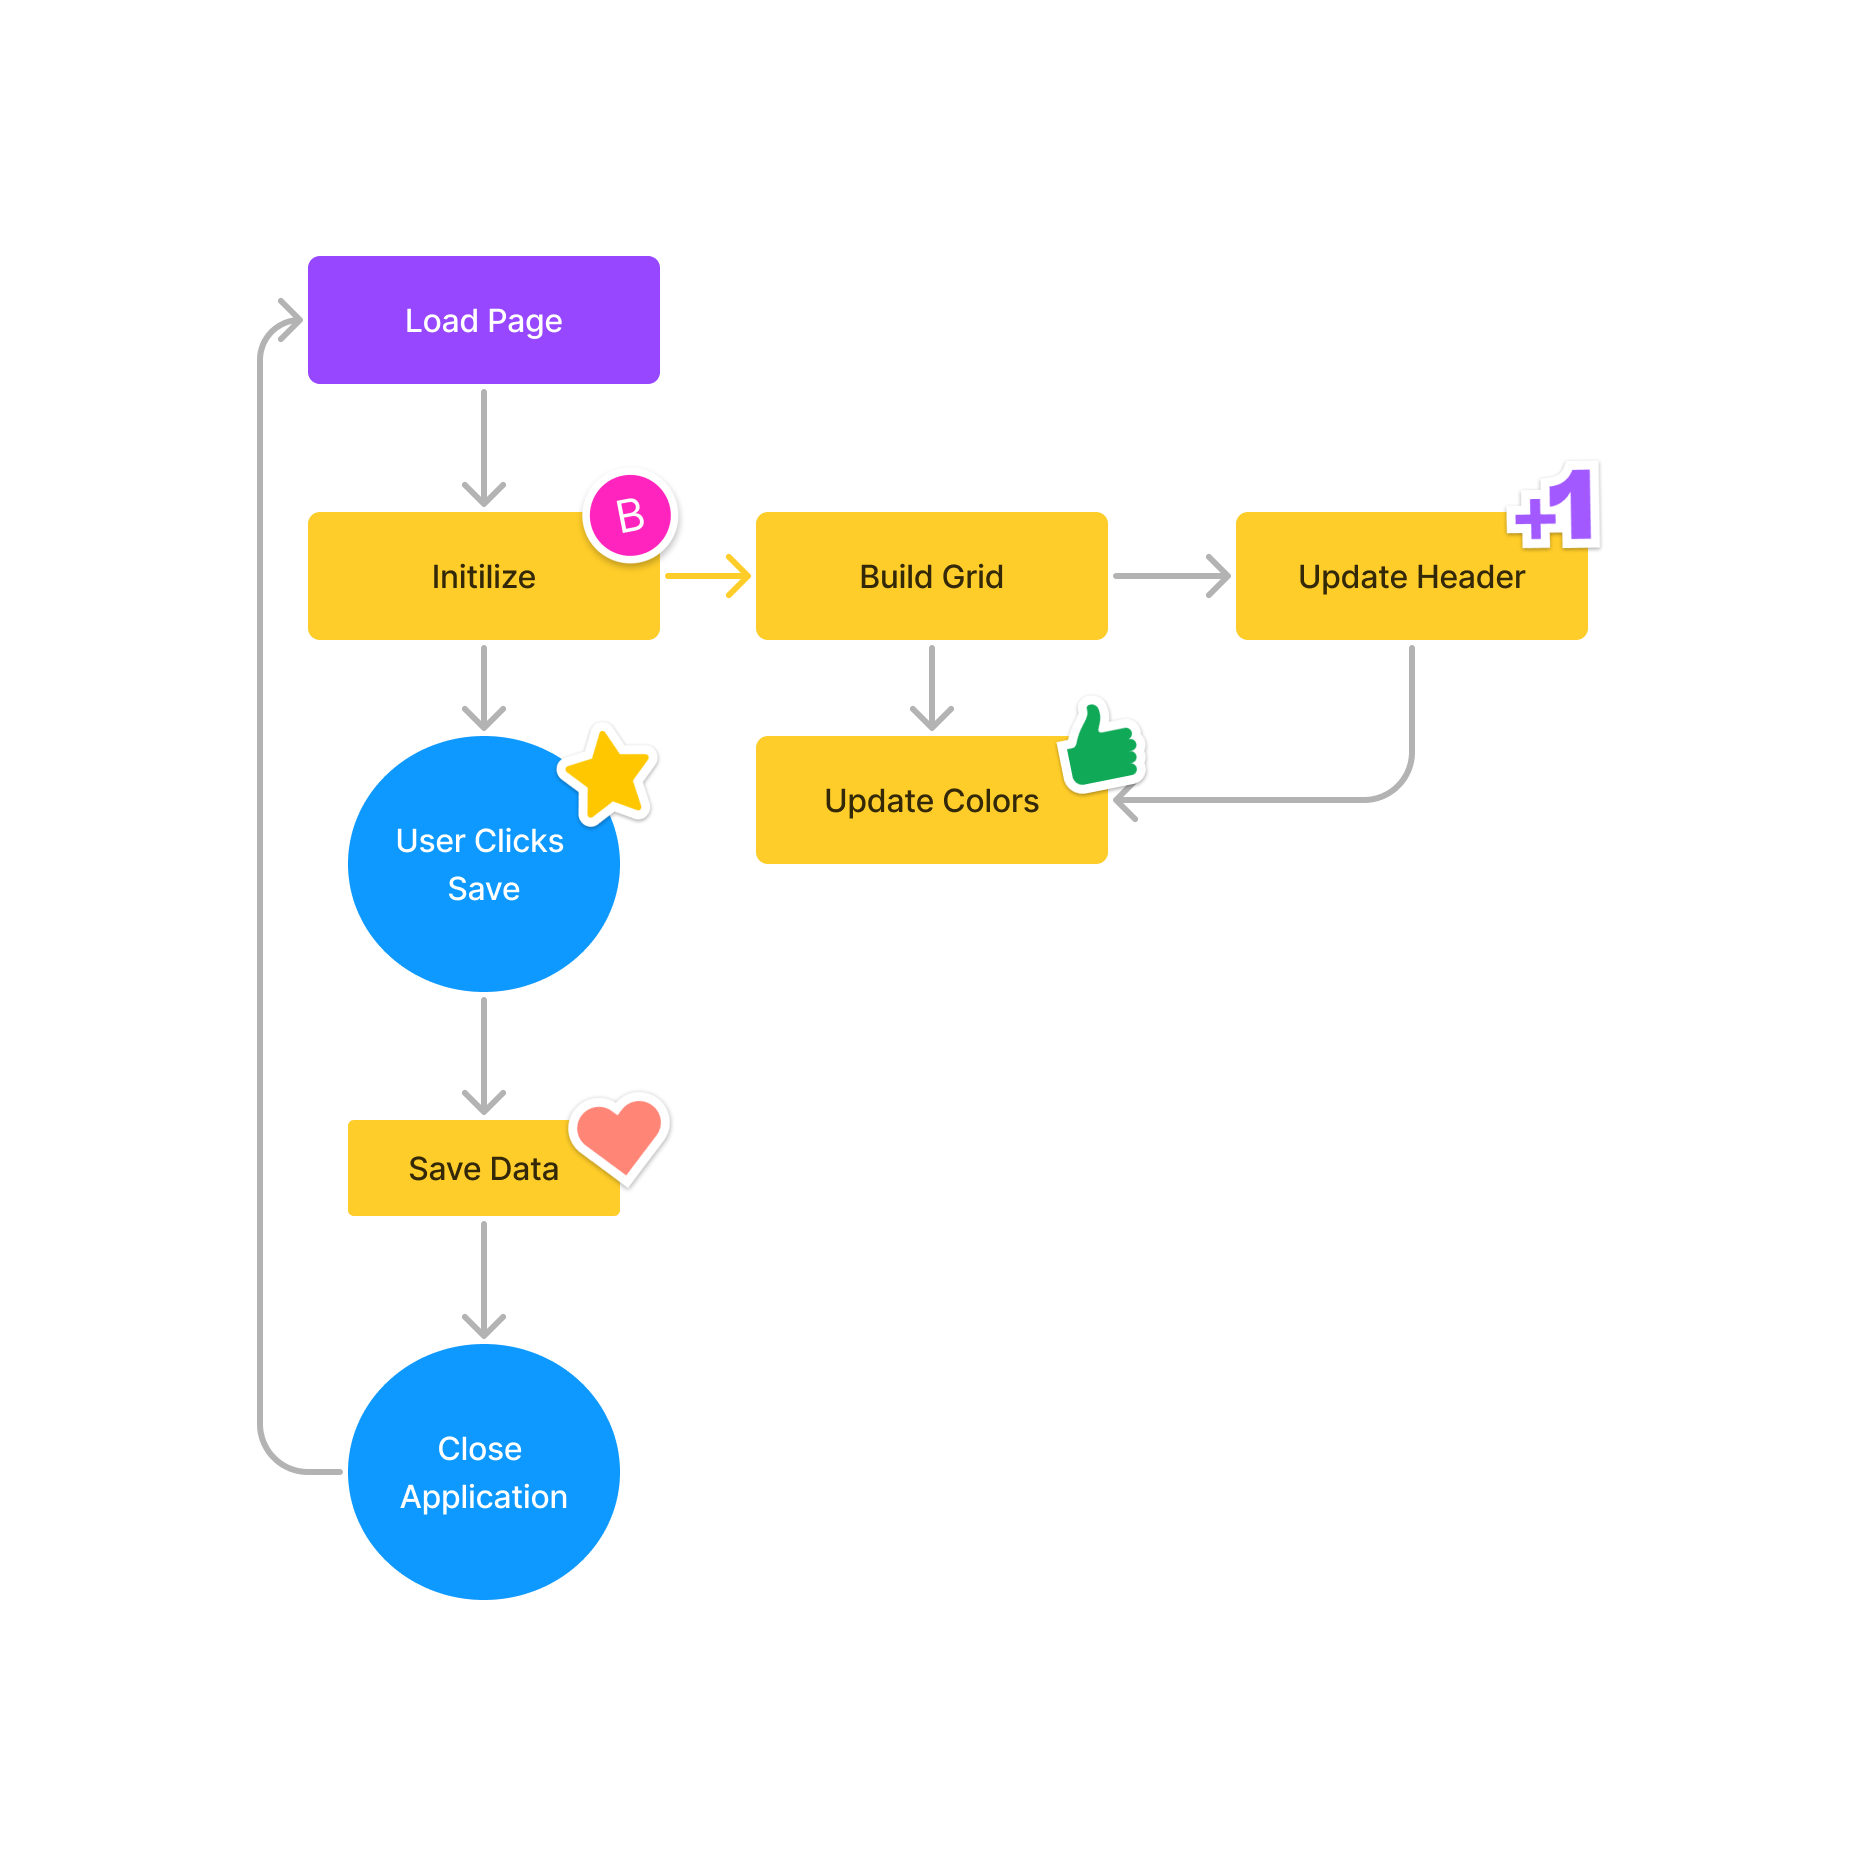 Load Page
B
Initilize
Build Grid
+1
Update Header
User Clicks
Save
Update Colors
Save Data
Close
Application